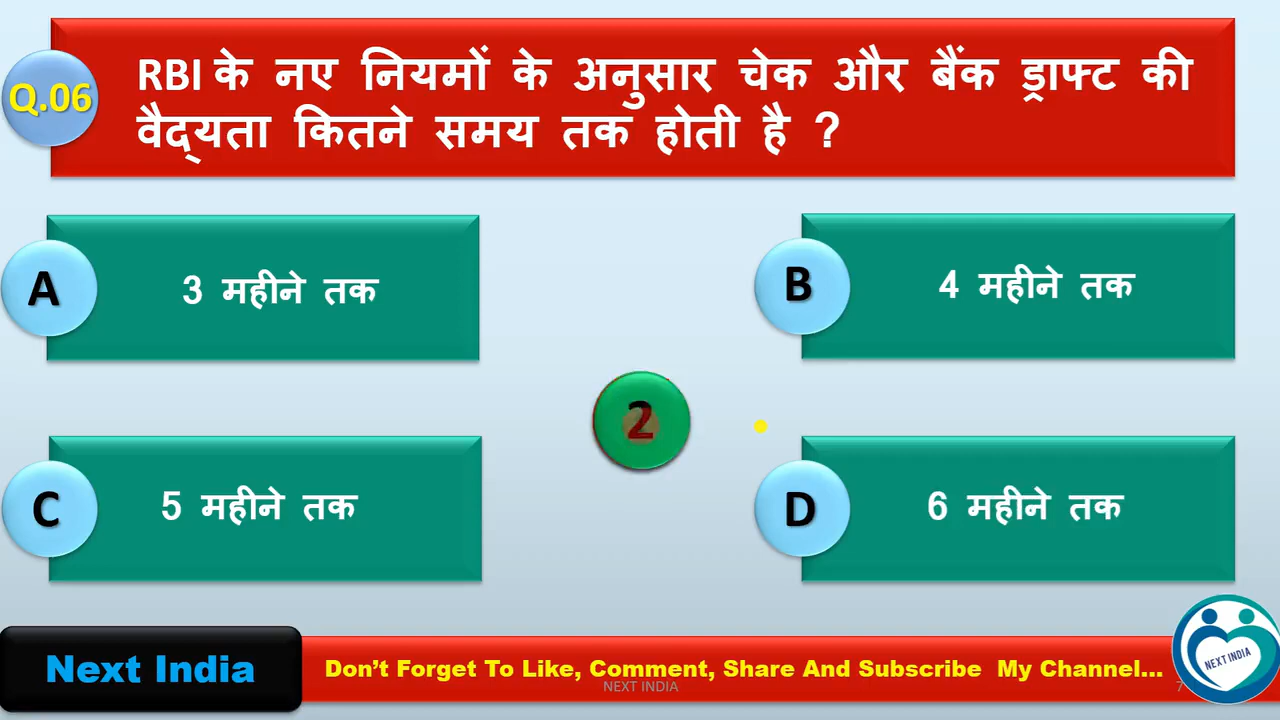 Q.06
RBI के नए नियमों के अनुसार चेक और बैंक ड्राफ्ट की
वैद्यता कितने समय तक होती है ?
A
3 महीने तक
B
4 महीने तक
2
C
5 महीने तक
D
6 महीने तक
Next India
Don’t Forget To Like, Comment, Share And Subscribe My Channel...
NEXT INDIA
7
NEXT INDIA